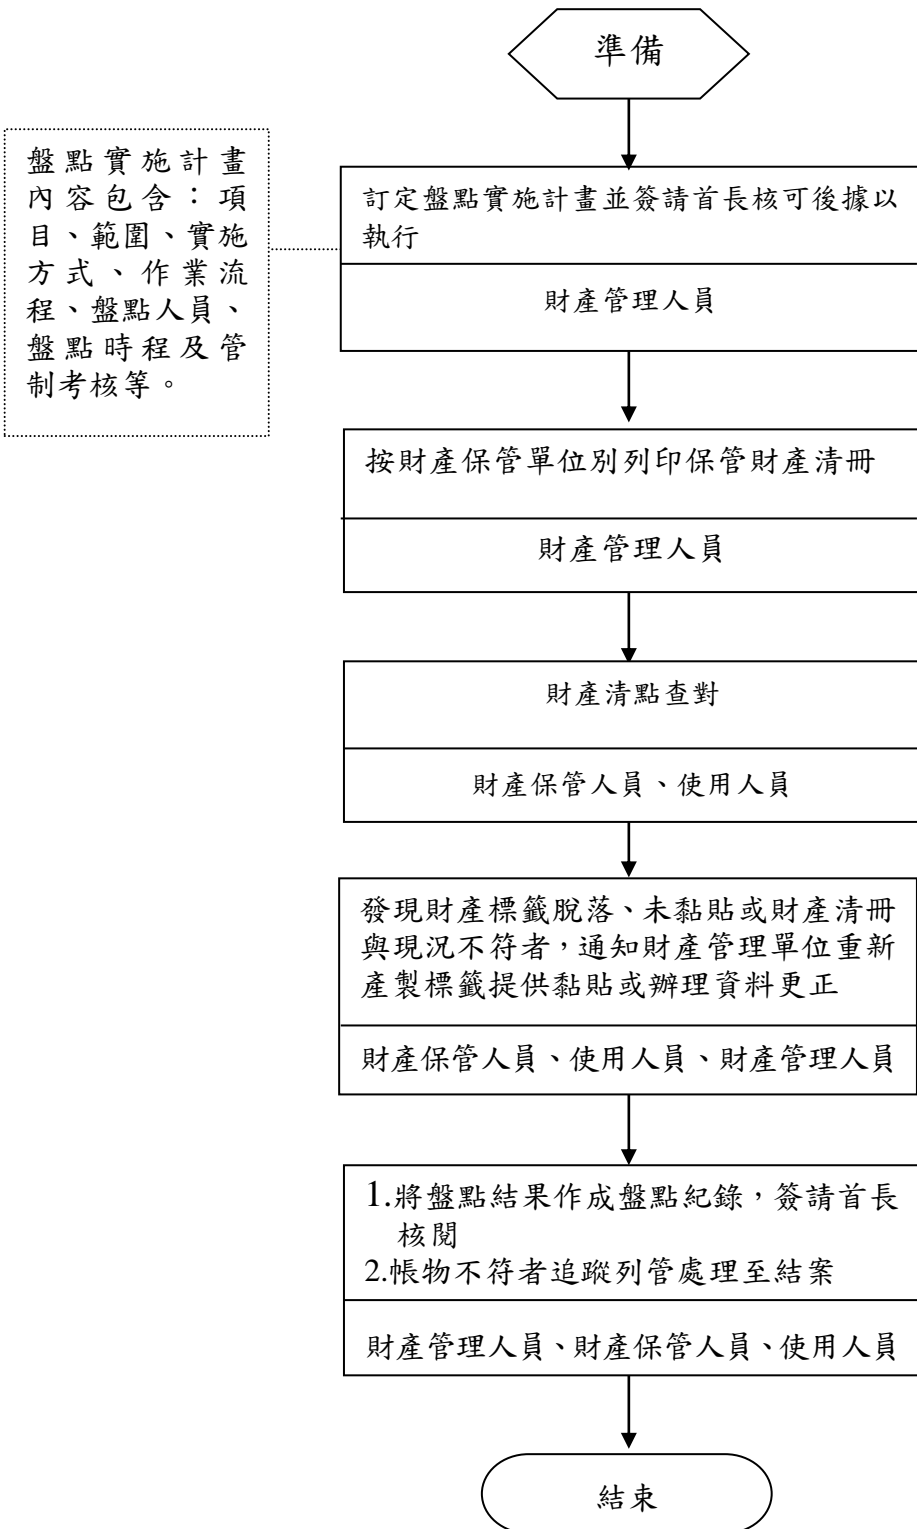 準備
盤點實施計畫
內容包含：項
目、範圍、實施
方式、作業流
程、盤點人員、
盤點時程及管
制考核等。
訂定盤點實施計畫並簽請首長核可後據以
執行
財產管理人員
按財產保管單位別列印保管財產清冊
財產管理人員
財產清點查對
財產保管人員、使用人員
發現財產標籤脫落、未黏貼或財產清冊
與現況不符者，通知財產管理單位重新
產製標籤提供黏貼或辦理資料更正
財產保管人員、使用人員、財產管理人員
1.將盤點結果作成盤點紀錄，簽請首長
核閱
2.帳物不符者追蹤列管處理至結案
財產管理人員、財產保管人員、使用人員
結束